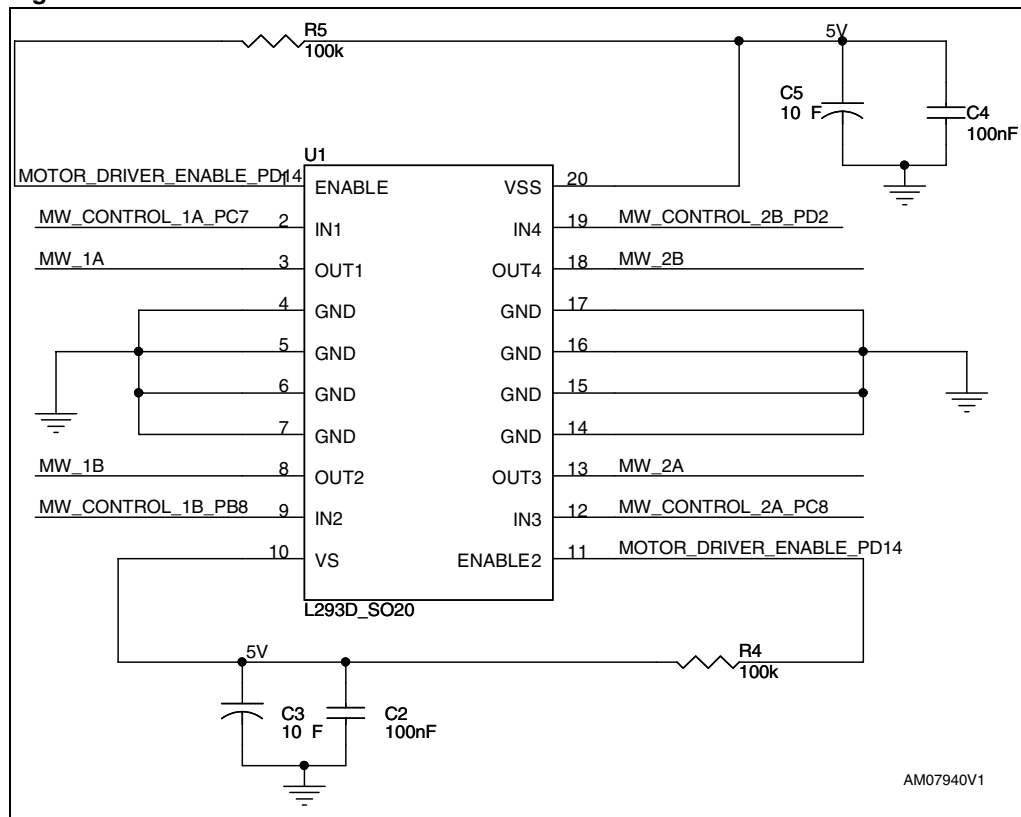 R5
100k
5V
C5
10 F
C4
100nF
U1
MOTOR_DRIVER_ENABLE_PD14
1
ENABLE
VSS
20
MW_CONTROL_1A_PC7
2
IN1
IN4
19
MW_CONTROL_2B_PD2
MW_1A
3
OUT1
OUT4
18
MW_2B
4
GND
GND
17
5
GND
GND
16
6
GND
GND
15
7
GND
GND
14
MW_1B
8
OUT2
OUT3
13
MW_2A
MW_CONTROL_1B_PB8
9
IN2
IN3
12
MW_CONTROL_2A_PC8
10
VS
ENABLE2
11
MOTOR_DRIVER_ENABLE_PD14
L293D_SO20
5V
R4
100k
C3
10 F
C2
100nF
AM07940V1